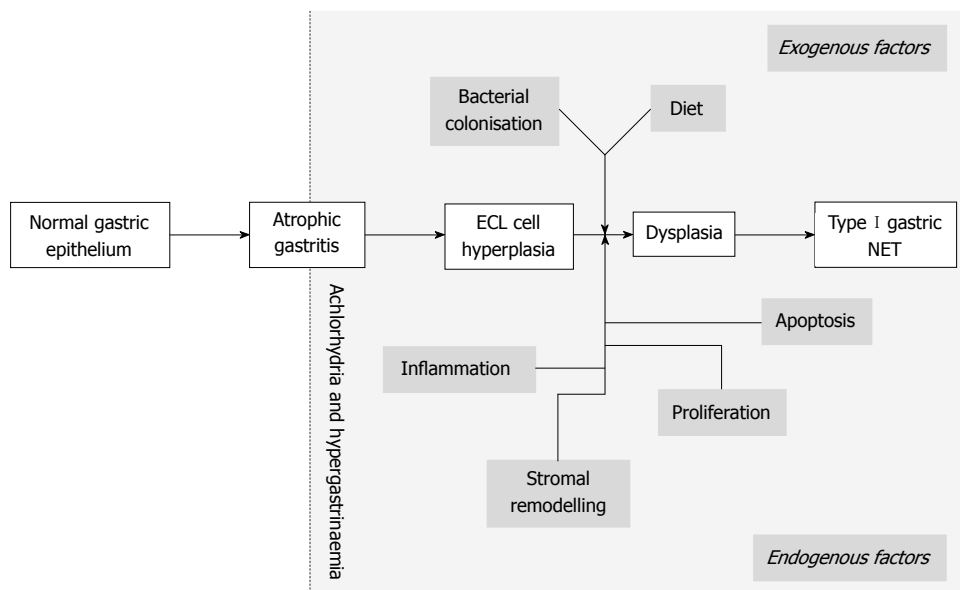 Exogenous factors
Bacterial
colonisation
Diet
Normal gastric
epithelium
Atrophic
gastritis
ECL cell
hyperplasia
Dysplasia
Type I gastric
NET
Achlorhydria and hypergastrinaemia
Apoptosis
Inflammation
Proliferation
Stromal
remodelling
Endogenous factors